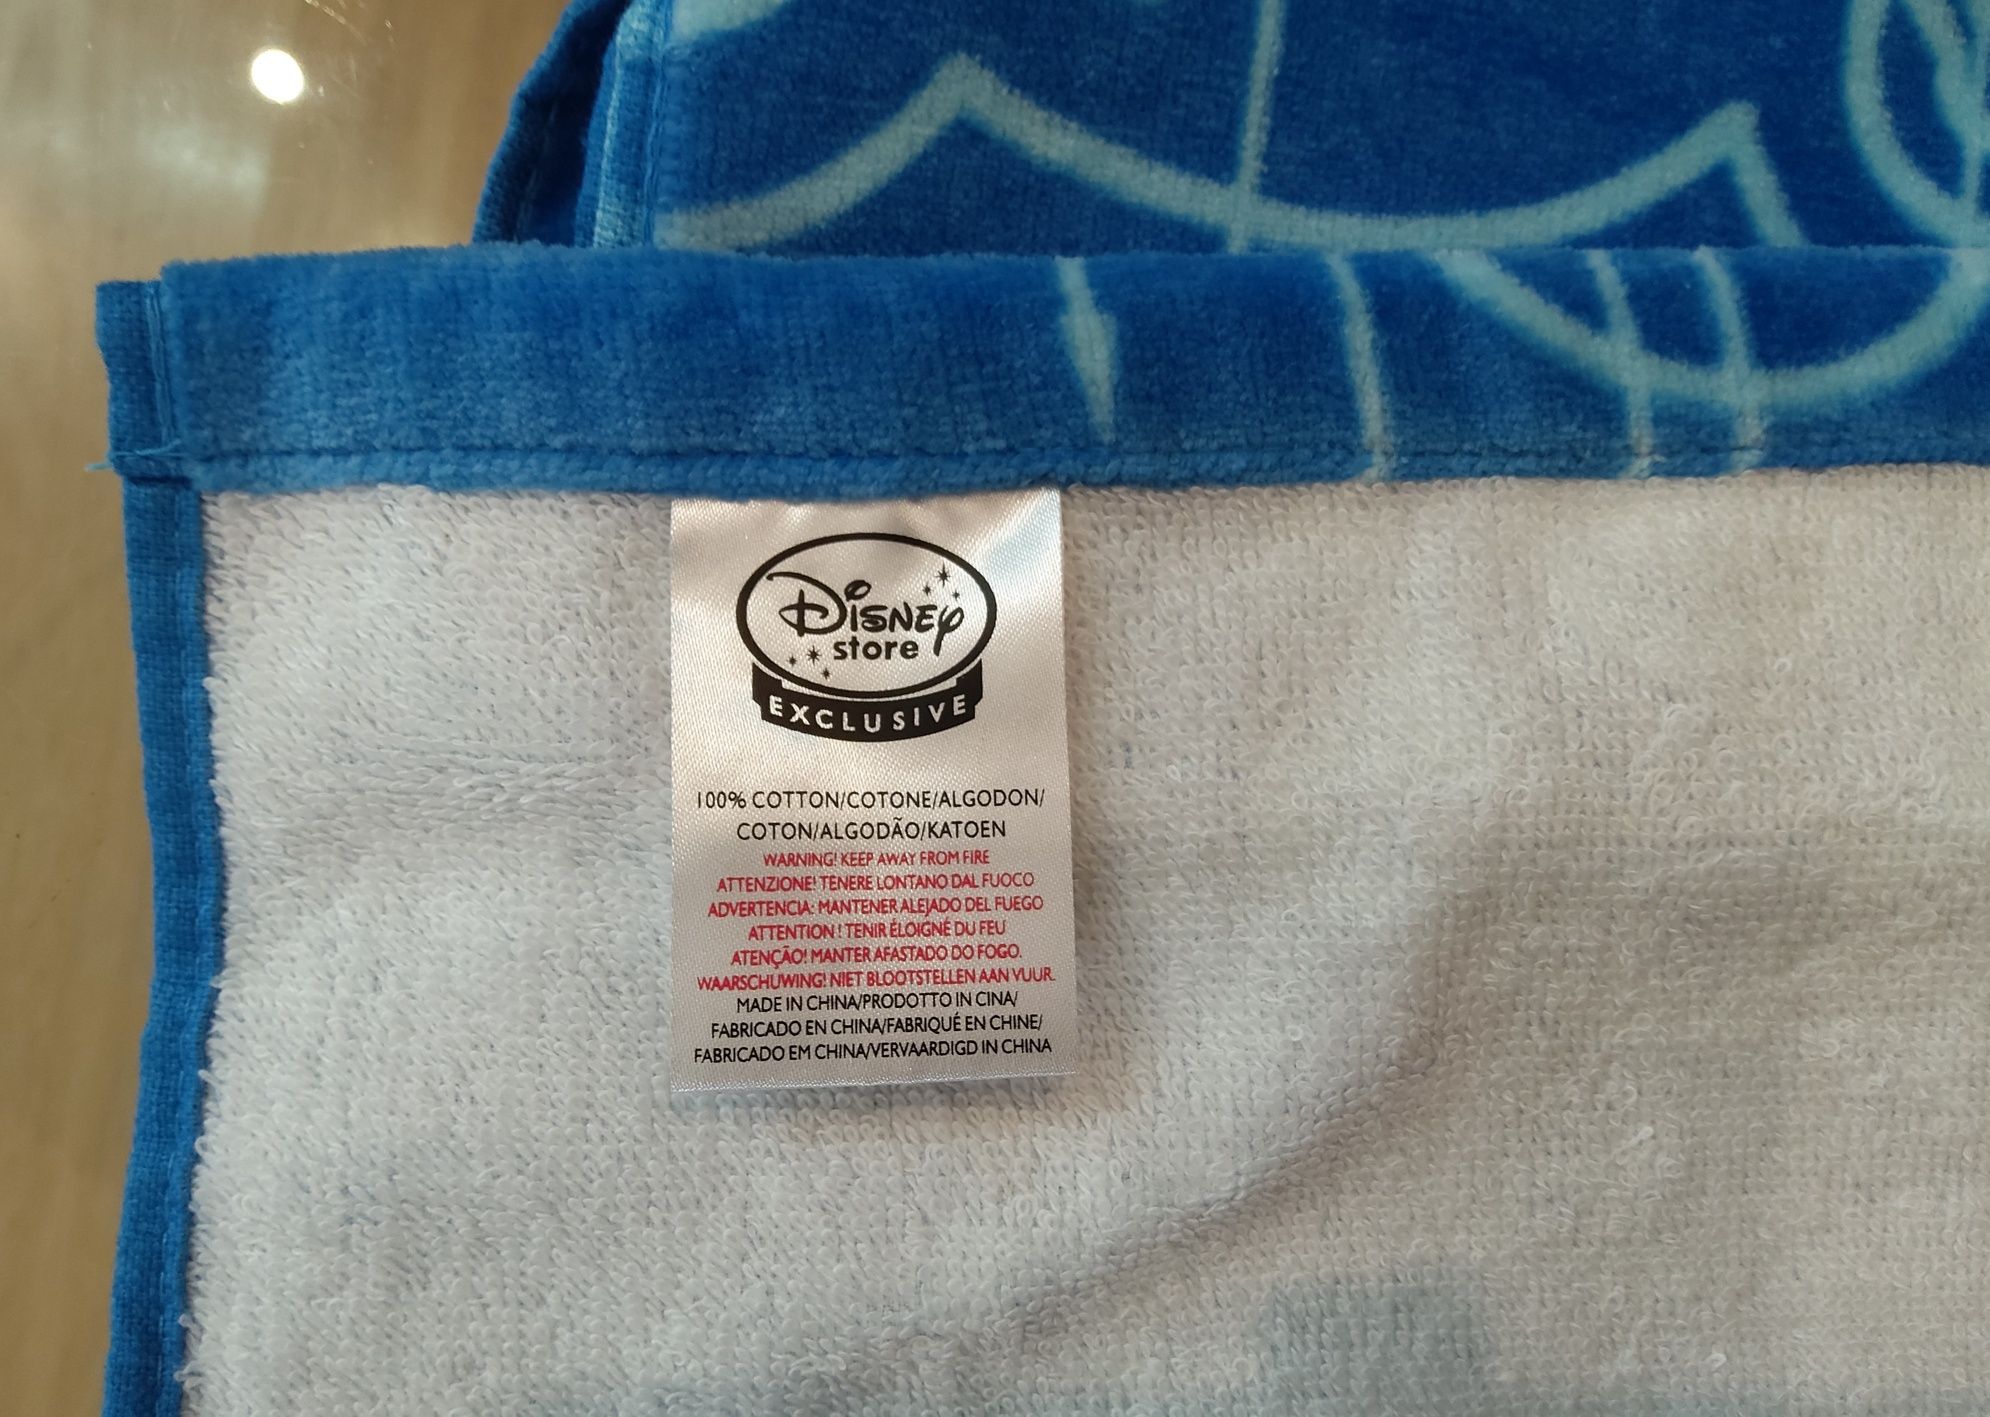 Disney
store
EXCLUSIVE
100% COTTON/COTONE/ALGODON/
COTON/ALGODÃO/KATOEN
WARNING! KEEP AWAY FROM FIRE
ATTENZIONE! TENERE LONTANO DAL FUOCO
ADVERTENCIA: MANTENER ALEJADO DEL FUEGO
ATTENTION ! TENIR ÉLOIGNÉ DU FEU
ATENÇÃO! MANTER AFASTADO DO FOGO.
WAARSCHUWING! NIET BLOOTSTELLEN AAN VUUR.
MADE IN CHINA/PRODOTTO IN CINA/
FABRICADO EN CHINA/FABRIQUÉ EN CHINE/
FABRICADO EM CHINA/VERVAARDIGD IN CHINA